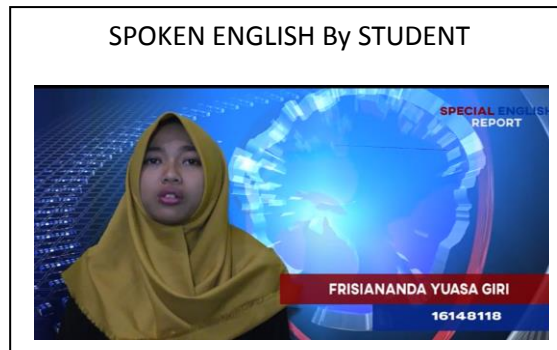 SPOKEN ENGLISH By STUDENT
SPECIAL ENGLISH
REPORT
FRISIANANDA YUASA GIRI
16148118